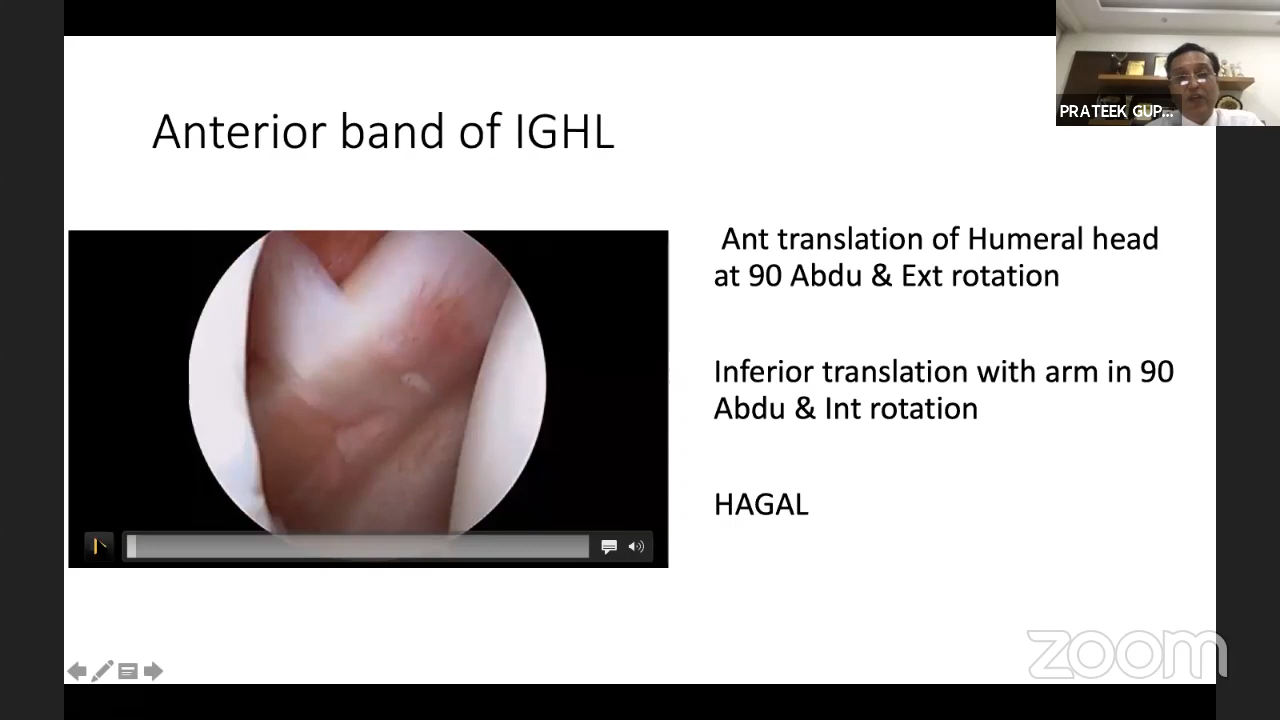 PRATEEK GUP...
Anterior band of IGHL
Ant translation of Humeral head
at 90 Abdu & Ext rotation
Inferior translation with arm in 90
Abdu & Int rotation
HAGAL
zoom